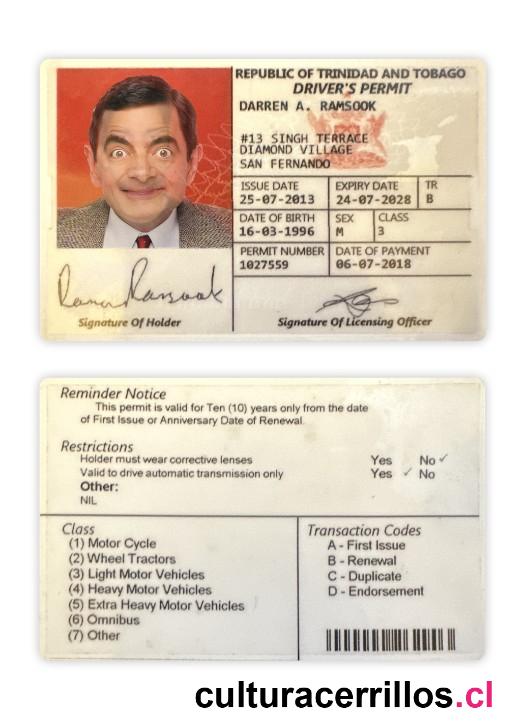 REPUBLIC OF TRINIDAD AND TOBAGO
DRIVER'S PERMIT
DARREN A. RAMSOOK
#13 SINGH TERRACE
DIAMOND VILLAGE
SAN FERNANDO
ISSUE DATE EXPIRY DATE TR
25-07-2013 24-07-2028 B
DATE OF BIRTH SEX CLASS
16-03-1996 M 3
PERMIT NUMBER DATE OF PAYMENT
1027559 06-07-2018
Signature Of Holder Signature Of Licensing Officer
Reminder Notice
This permit is valid for Ten (10) years only from the date
of First Issue or Anniversary Date of Renewal.
Restrictions
Holder must wear corrective lenses Yes No ✓
Valid to drive automatic transmission only Yes ✓ No
Other:
NIL
Class
(1) Motor Cycle
(2) Wheel Tractors
(3) Light Motor Vehicles
(4) Heavy Motor Vehicles
(5) Extra Heavy Motor Vehicles
(6) Omnibus
(7) Other
Transaction Codes
A - First Issue
B - Renewal
C - Duplicate
D - Endorsement
culturacerrillos.cl